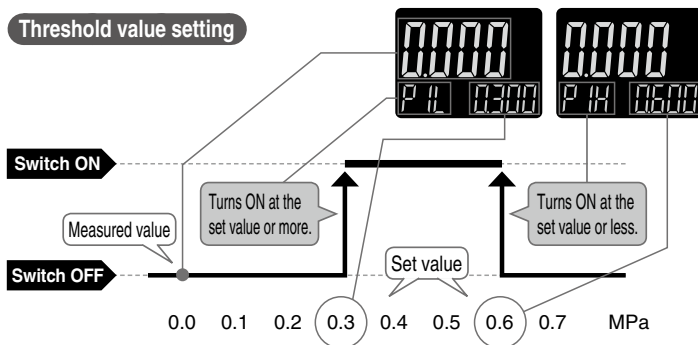 Threshold value setting
0.000
P 1L 0.300
0.000
P 1H 0.600
Switch ON
Turns ON at the
set value or more.
Turns ON at the
set value or less.
Measured value
Switch OFF
Set value
0.0 0.1 0.2 0.3 0.4 0.5 0.6 0.7 MPa